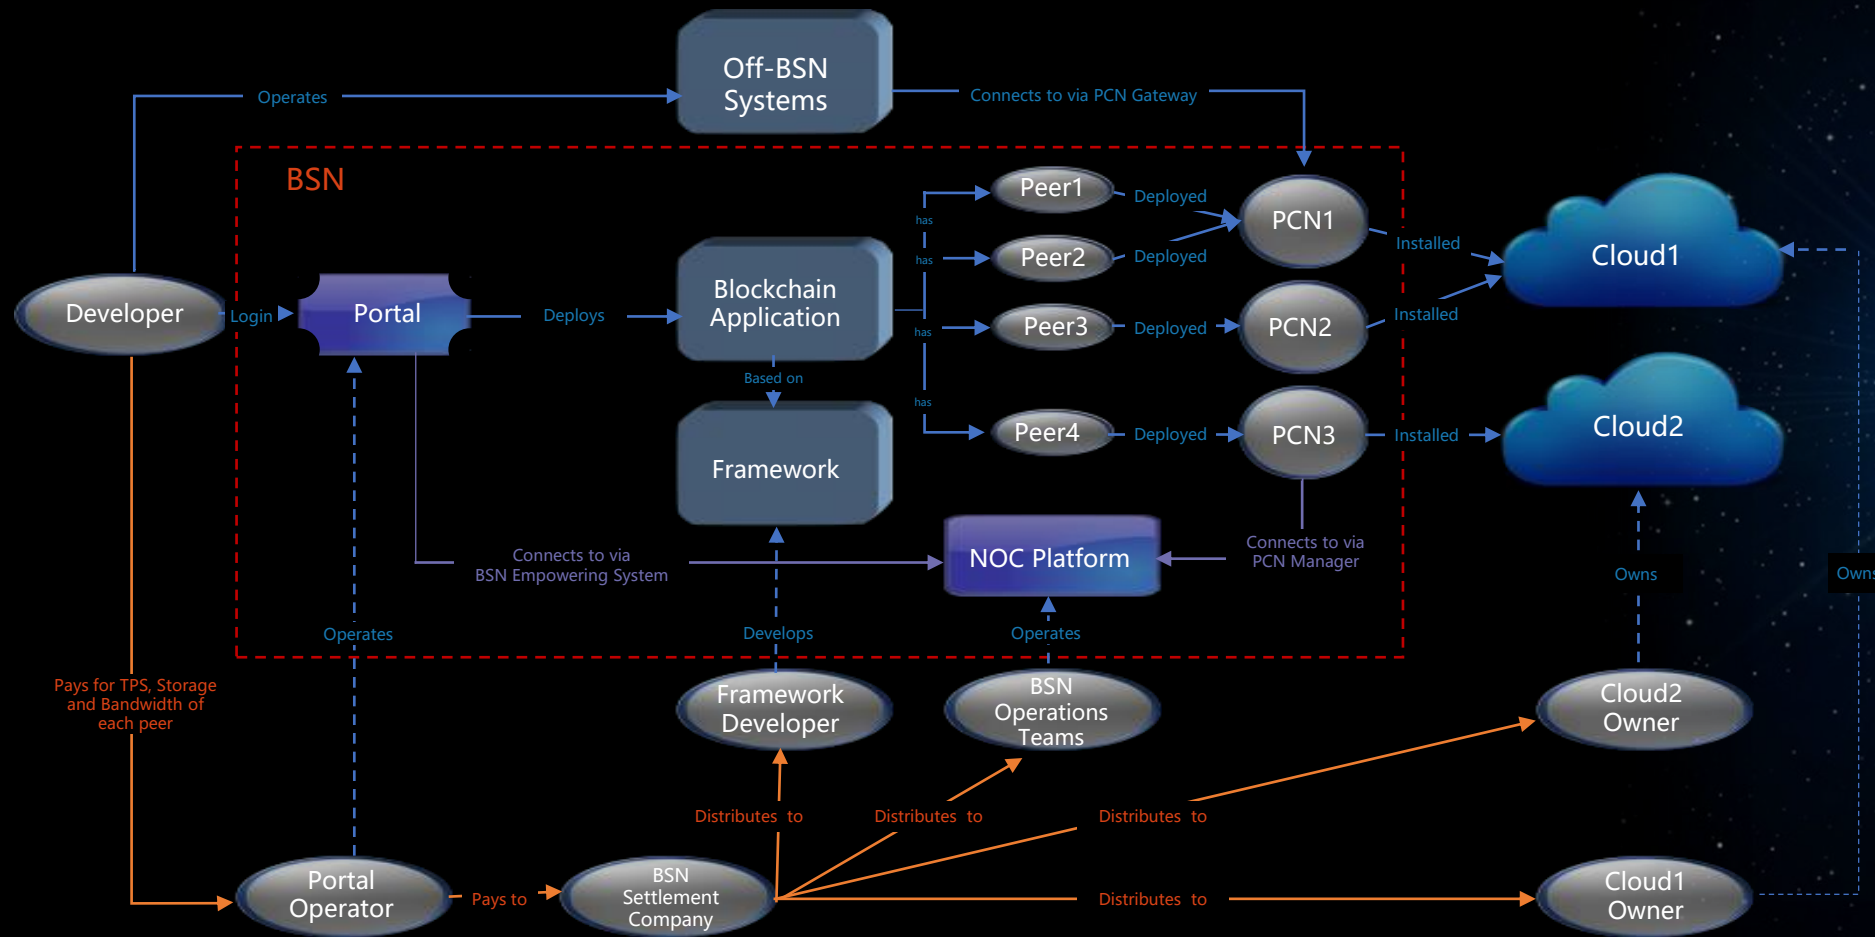 Off-BSN
Systems
Operates
Connects to via PCN Gateway
BSN
Peer1
Deployed
PCN1
has
Peer2
Deployed
has
Installed
Cloud1
Developer
Login
Portal
Deploys
Blockchain
Application
has
Peer3
Deployed
PCN2
Installed
Based on
has
Peer4
Deployed
PCN3
Installed
Cloud2
Framework
Connects to via
BSN Empowering System
NOC Platform
Connects to via
PCN Manager
Owns
Owns
Operates
Develops
Operates
Pays for TPS, Storage
and Bandwidth of
each peer
Framework
Developer
BSN
Operations
Teams
Cloud2
Owner
Distributes to
Distributes to
Distributes to
Portal
Operator
Pays to
BSN
Settlement
Company
Distributes to
Cloud1
Owner